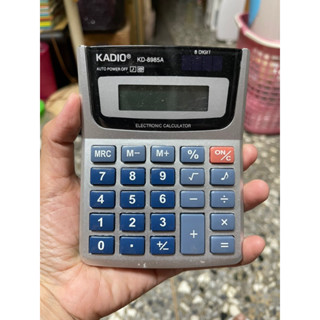 8 DIGIT
KADIO®
KD-8985A
AUTO POWER OFF
ELECTRONIC CALCULATOR
MRC M− M+ % ON/C
7 8 9 √ ♪
4 5 6 − ÷
1 2 3 + ×
0 · +/− =